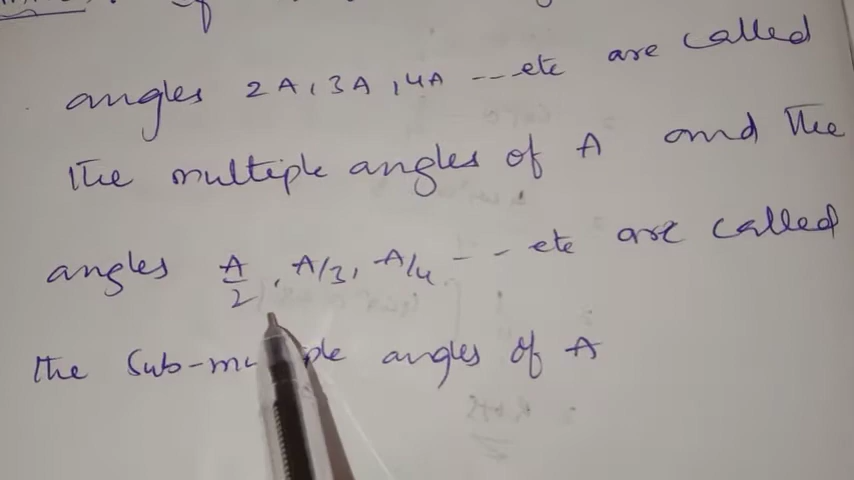 angles 2A, 3A, 4A ---etc are called
the multiple angles of A and the
angles A/2, A/3, A/4 - - - etc are called
the Sub-multiple angles of A